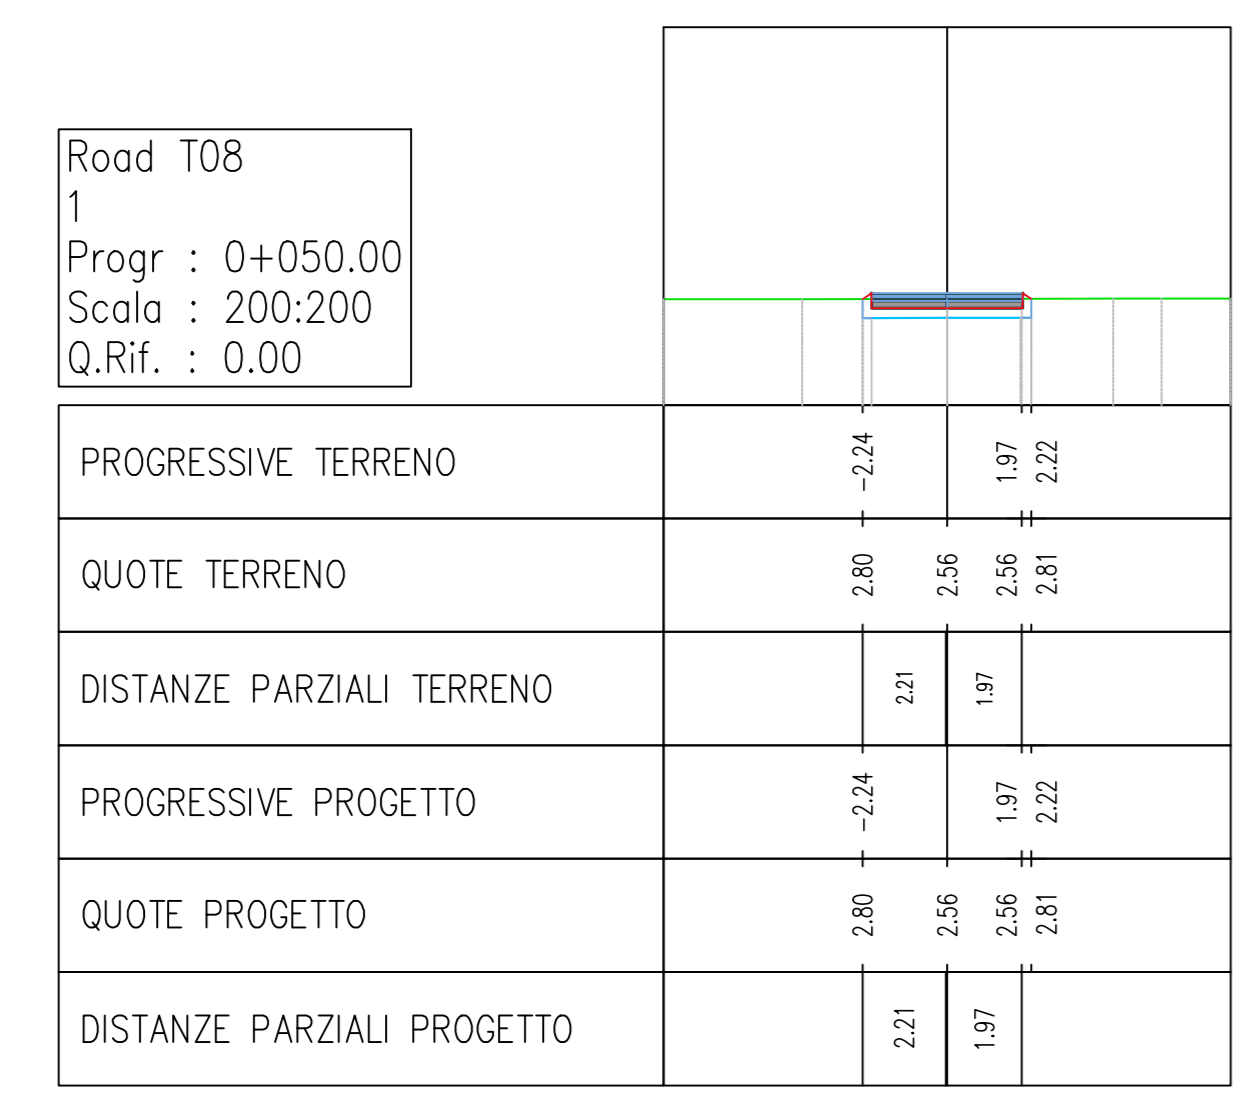 Road T08
1
Progr : 0+050.00
Scala : 200:200
Q.Rif. : 0.00
PROGRESSIVE TERRENO -2.24 1.97 2.22
QUOTE TERRENO 2.80 2.56 2.56 2.81
DISTANZE PARZIALI TERRENO 2.21 1.97
PROGRESSIVE PROGETTO -2.24 1.97 2.22
QUOTE PROGETTO 2.80 2.56 2.56 2.81
DISTANZE PARZIALI PROGETTO 2.21 1.97